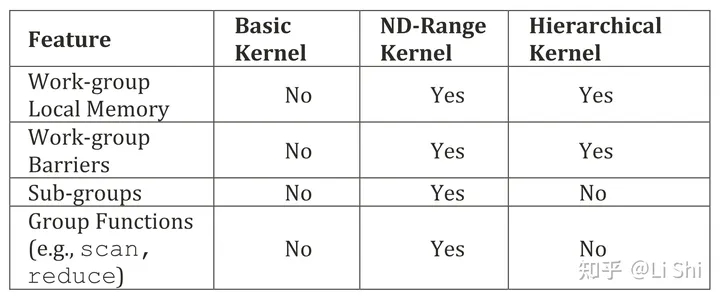 Feature Basic Kernel ND-Range Kernel Hierarchical Kernel
Work-group Local Memory No Yes Yes
Work-group Barriers No Yes Yes
Sub-groups No Yes No
Group Functions (e.g., scan, reduce) No Yes No
知乎 @Li Shi